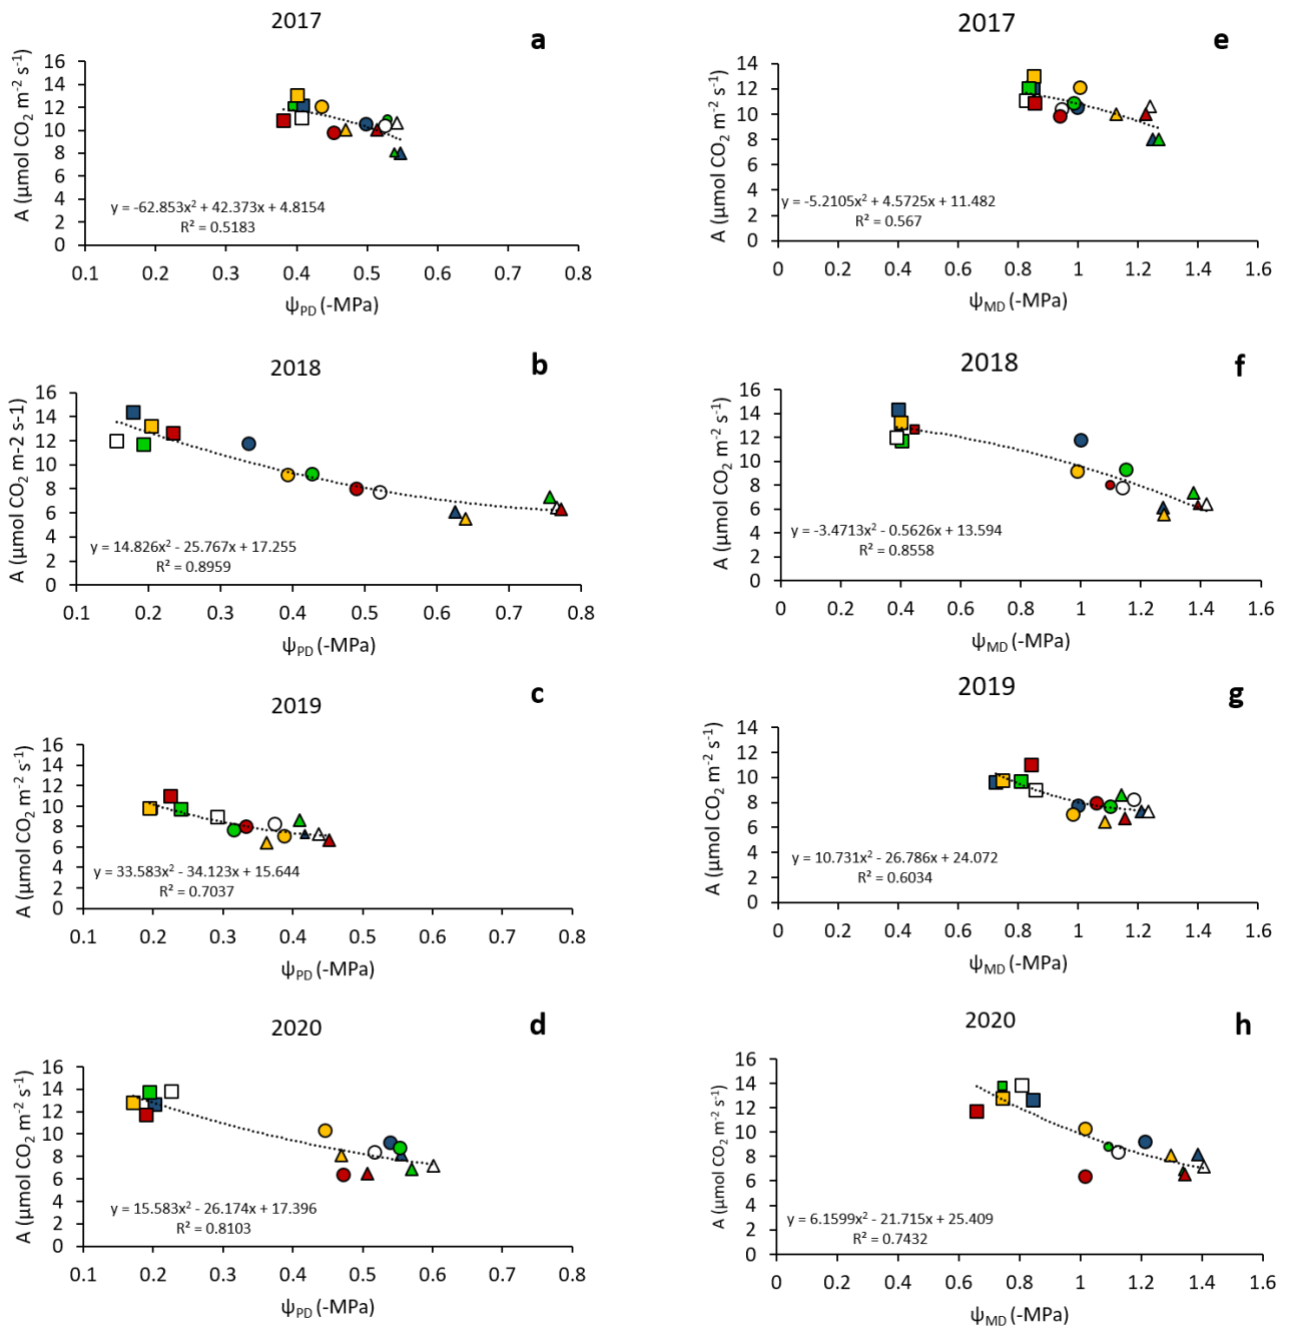 2017
a
A (µmol CO₂ m⁻² s⁻¹)
16
14
12
10
8
6
4
2
0
y = -62.853x² + 42.373x + 4.8154
R² = 0.5183
0.1 0.2 0.3 0.4 0.5 0.6 0.7 0.8
ψPD (-MPa)
2017
e
A (µmol CO₂ m⁻² s⁻¹)
14
12
10
8
6
4
2
0
y = -5.2105x² + 4.5725x + 11.482
R² = 0.567
0 0.2 0.4 0.6 0.8 1 1.2 1.4 1.6
ψMD (-MPa)
2018
b
A (µmol CO₂ m-2 s-1)
16
14
12
10
8
6
4
2
0
y = 14.826x² - 25.767x + 17.255
R² = 0.8959
0.1 0.2 0.3 0.4 0.5 0.6 0.7 0.8
ψPD (-MPa)
2018
f
A (µmol CO₂ m⁻² s⁻¹)
16
14
12
10
8
6
4
2
0
y = -3.4713x² - 0.5626x + 13.594
R² = 0.8558
0 0.2 0.4 0.6 0.8 1 1.2 1.4 1.6
ψMD (-MPa)
2019
c
A (µmol CO₂ m⁻² s⁻¹)
16
14
12
10
8
6
4
2
0
y = 33.583x² - 34.123x + 15.644
R² = 0.7037
0.1 0.2 0.3 0.4 0.5 0.6 0.7 0.8
ψPD (-MPa)
2019
g
A (µmol CO₂ m⁻² s⁻¹)
14
12
10
8
6
4
2
0
y = 10.731x² - 26.786x + 24.072
R² = 0.6034
0 0.2 0.4 0.6 0.8 1 1.2 1.4 1.6
ψMD (-MPa)
2020
d
A (µmol CO₂ m⁻² s⁻¹)
16
14
12
10
8
6
4
2
0
y = 15.583x² - 26.174x + 17.396
R² = 0.8103
0.1 0.2 0.3 0.4 0.5 0.6 0.7 0.8
ψPD (-MPa)
2020
h
A (µmol CO₂ m⁻² s⁻¹)
16
14
12
10
8
6
4
2
0
y = 6.1599x² - 21.715x + 25.409
R² = 0.7432
0 0.2 0.4 0.6 0.8 1 1.2 1.4 1.6
ψMD (-MPa)